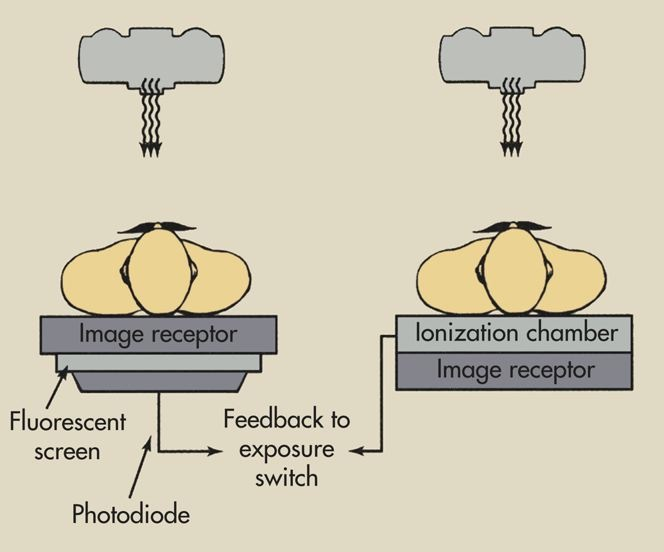 Image receptor
Ionization chamber
Image receptor
Fluorescent
screen
Feedback to
exposure
switch
Photodiode